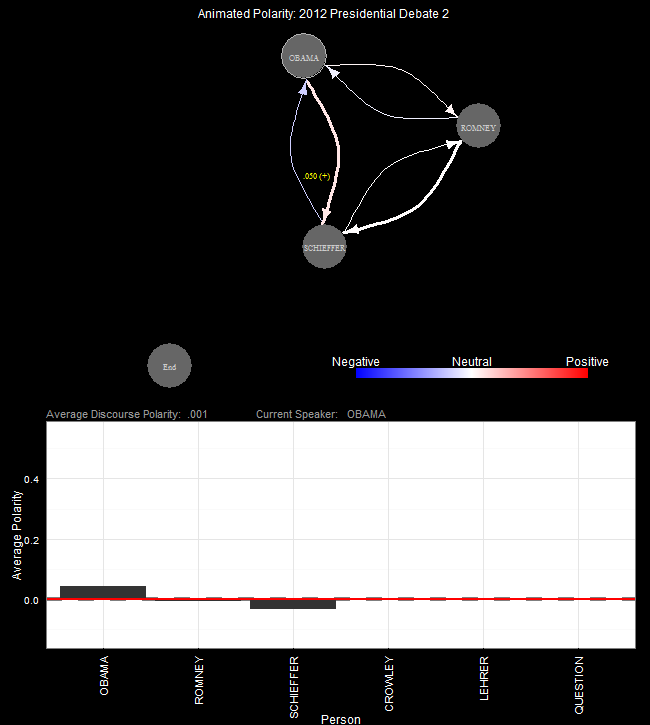 Animated Polarity: 2012 Presidential Debate 2
OBAMA
ROMNEY
.050 (+)
SCHIEFFER
End
Negative Neutral Positive
Average Discourse Polarity: .001 Current Speaker: OBAMA
Average Polarity
0.4
0.2
0.0
OBAMA
ROMNEY
SCHIEFFER
CROWLEY
LEHRER
QUESTION
Person